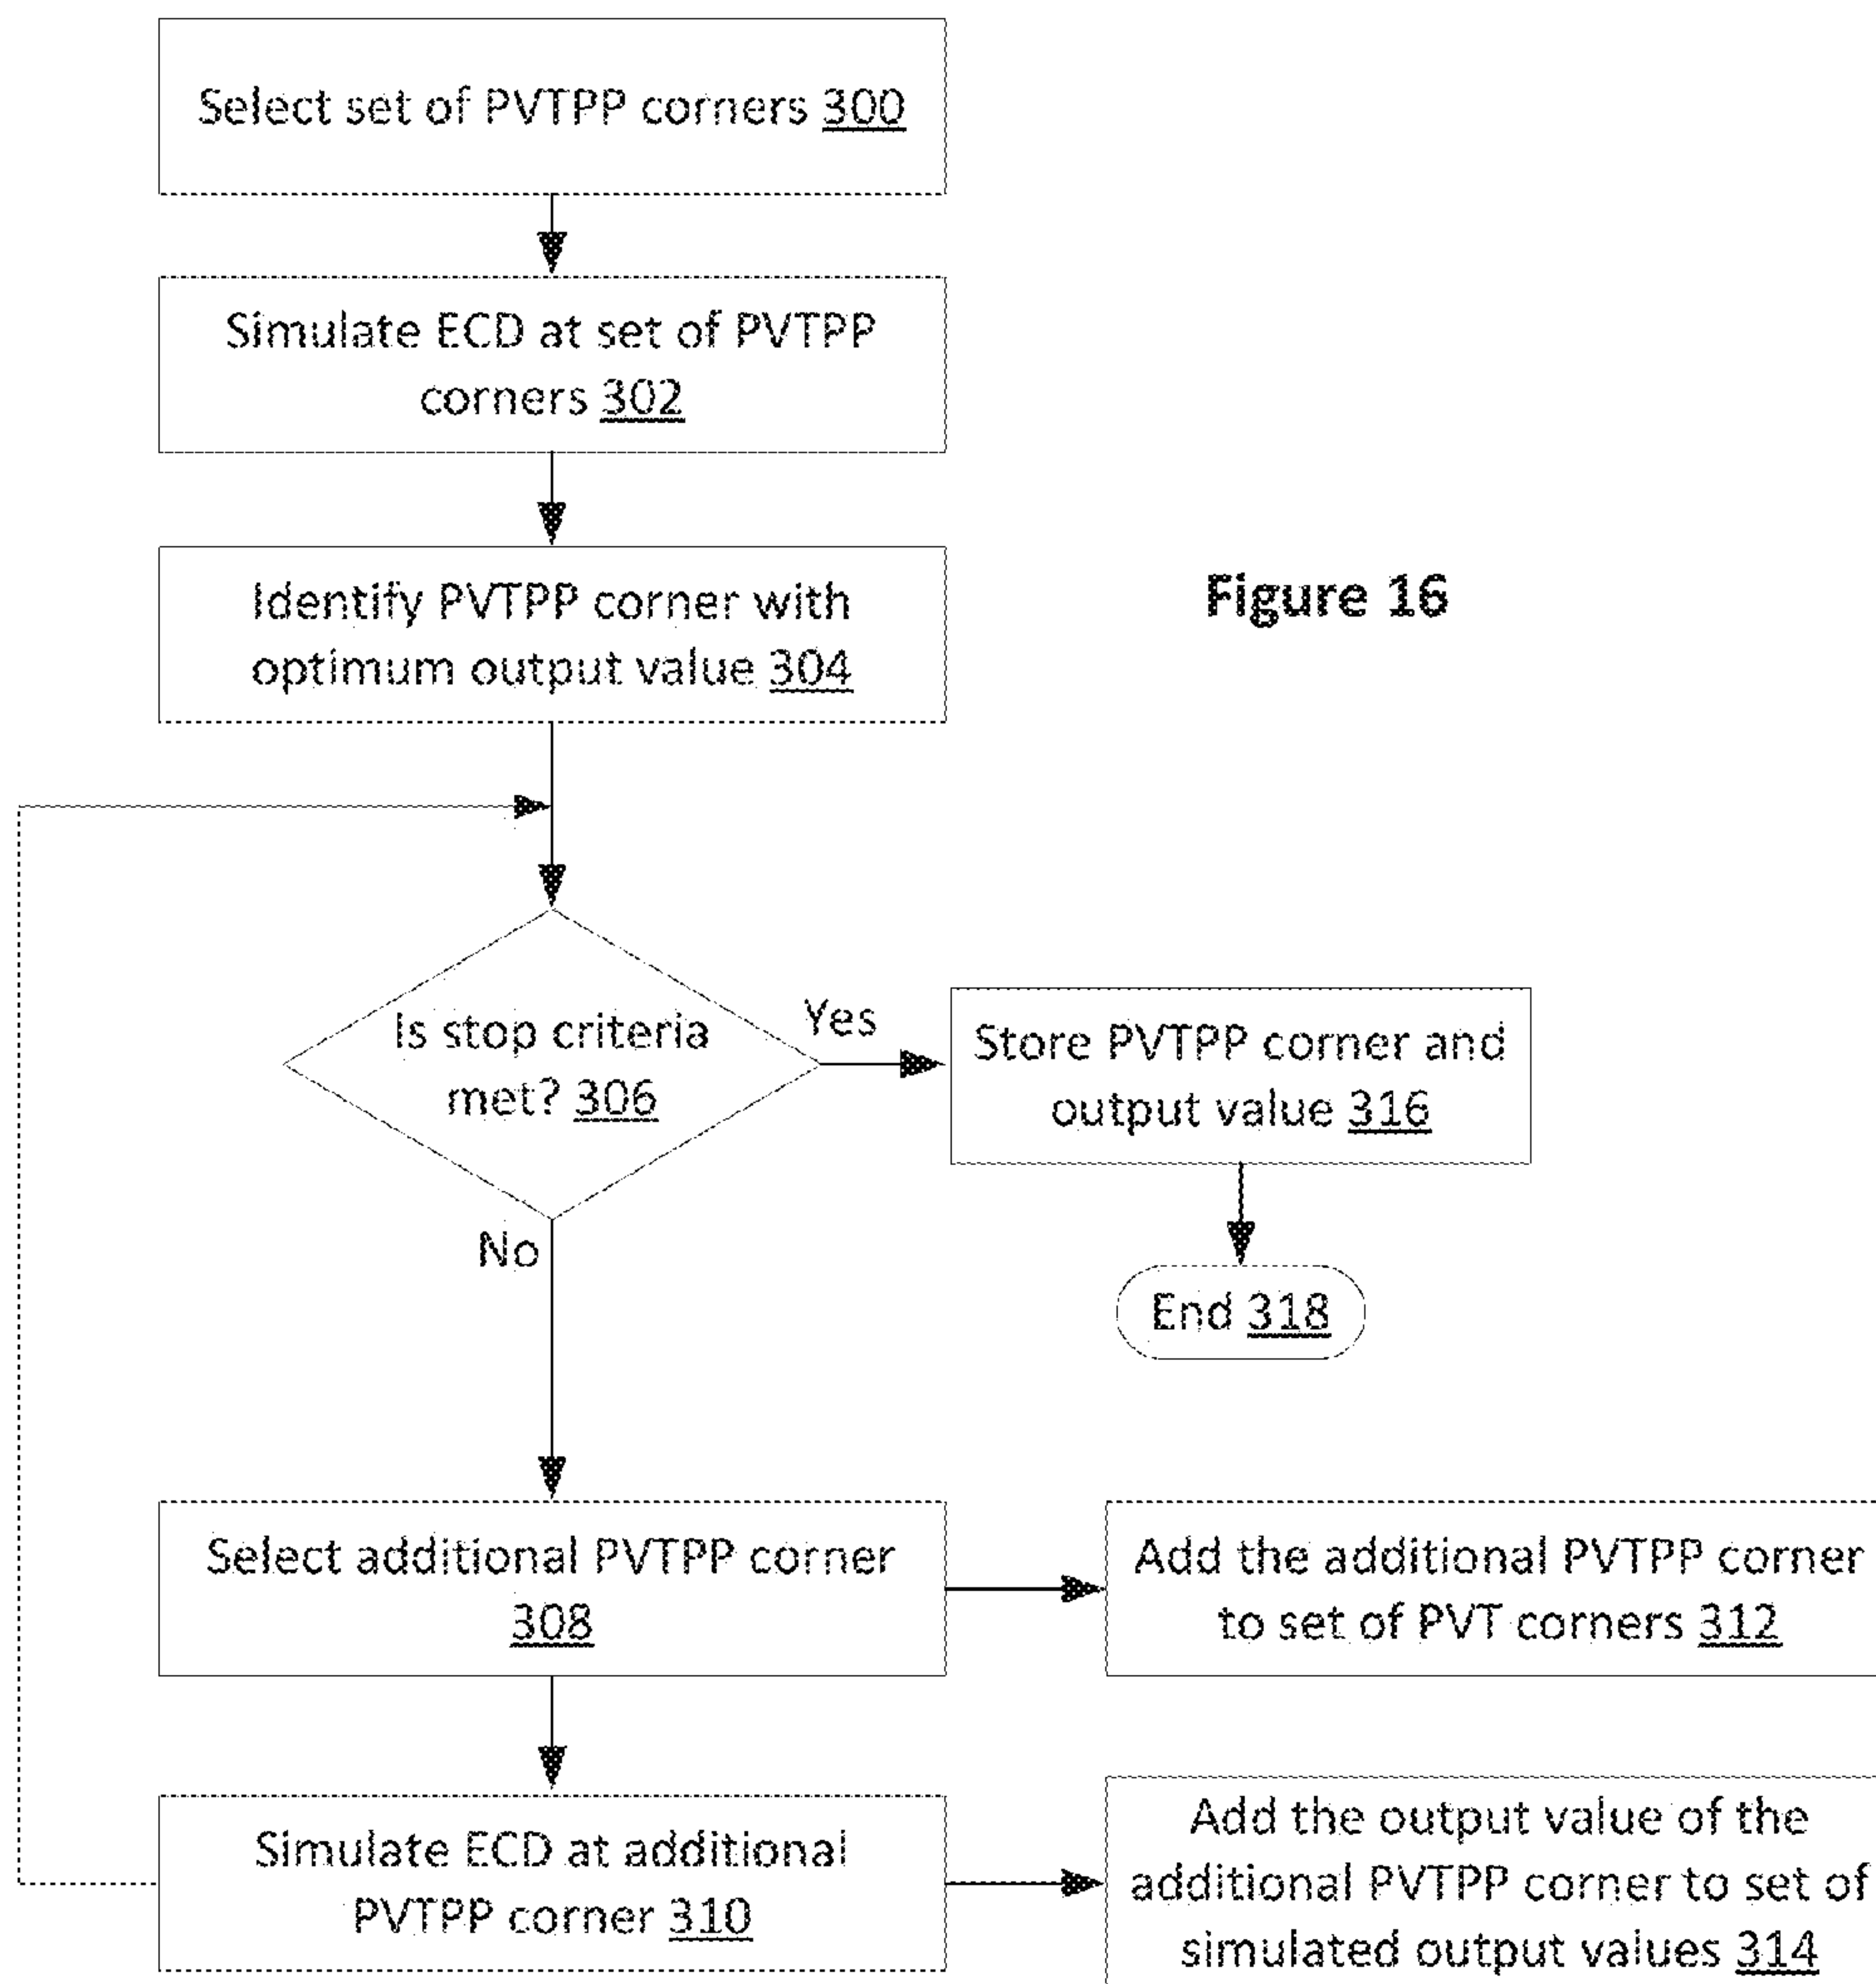 Select set of PVTPP corners 300
Simulate ECD at set of PVTPP
corners 302
Identify PVTPP corner with
optimum output value 304
Figure 16
Is stop criteria
met? 306
Yes
Store PVTPP corner and
output value 316
No
End 318
Select additional PVTPP corner
308
Add the additional PVTPP corner
to set of PVT corners 312
Simulate ECD at additional
PVTPP corner 310
Add the output value of the
additional PVTPP corner to set of
simulated output values 314